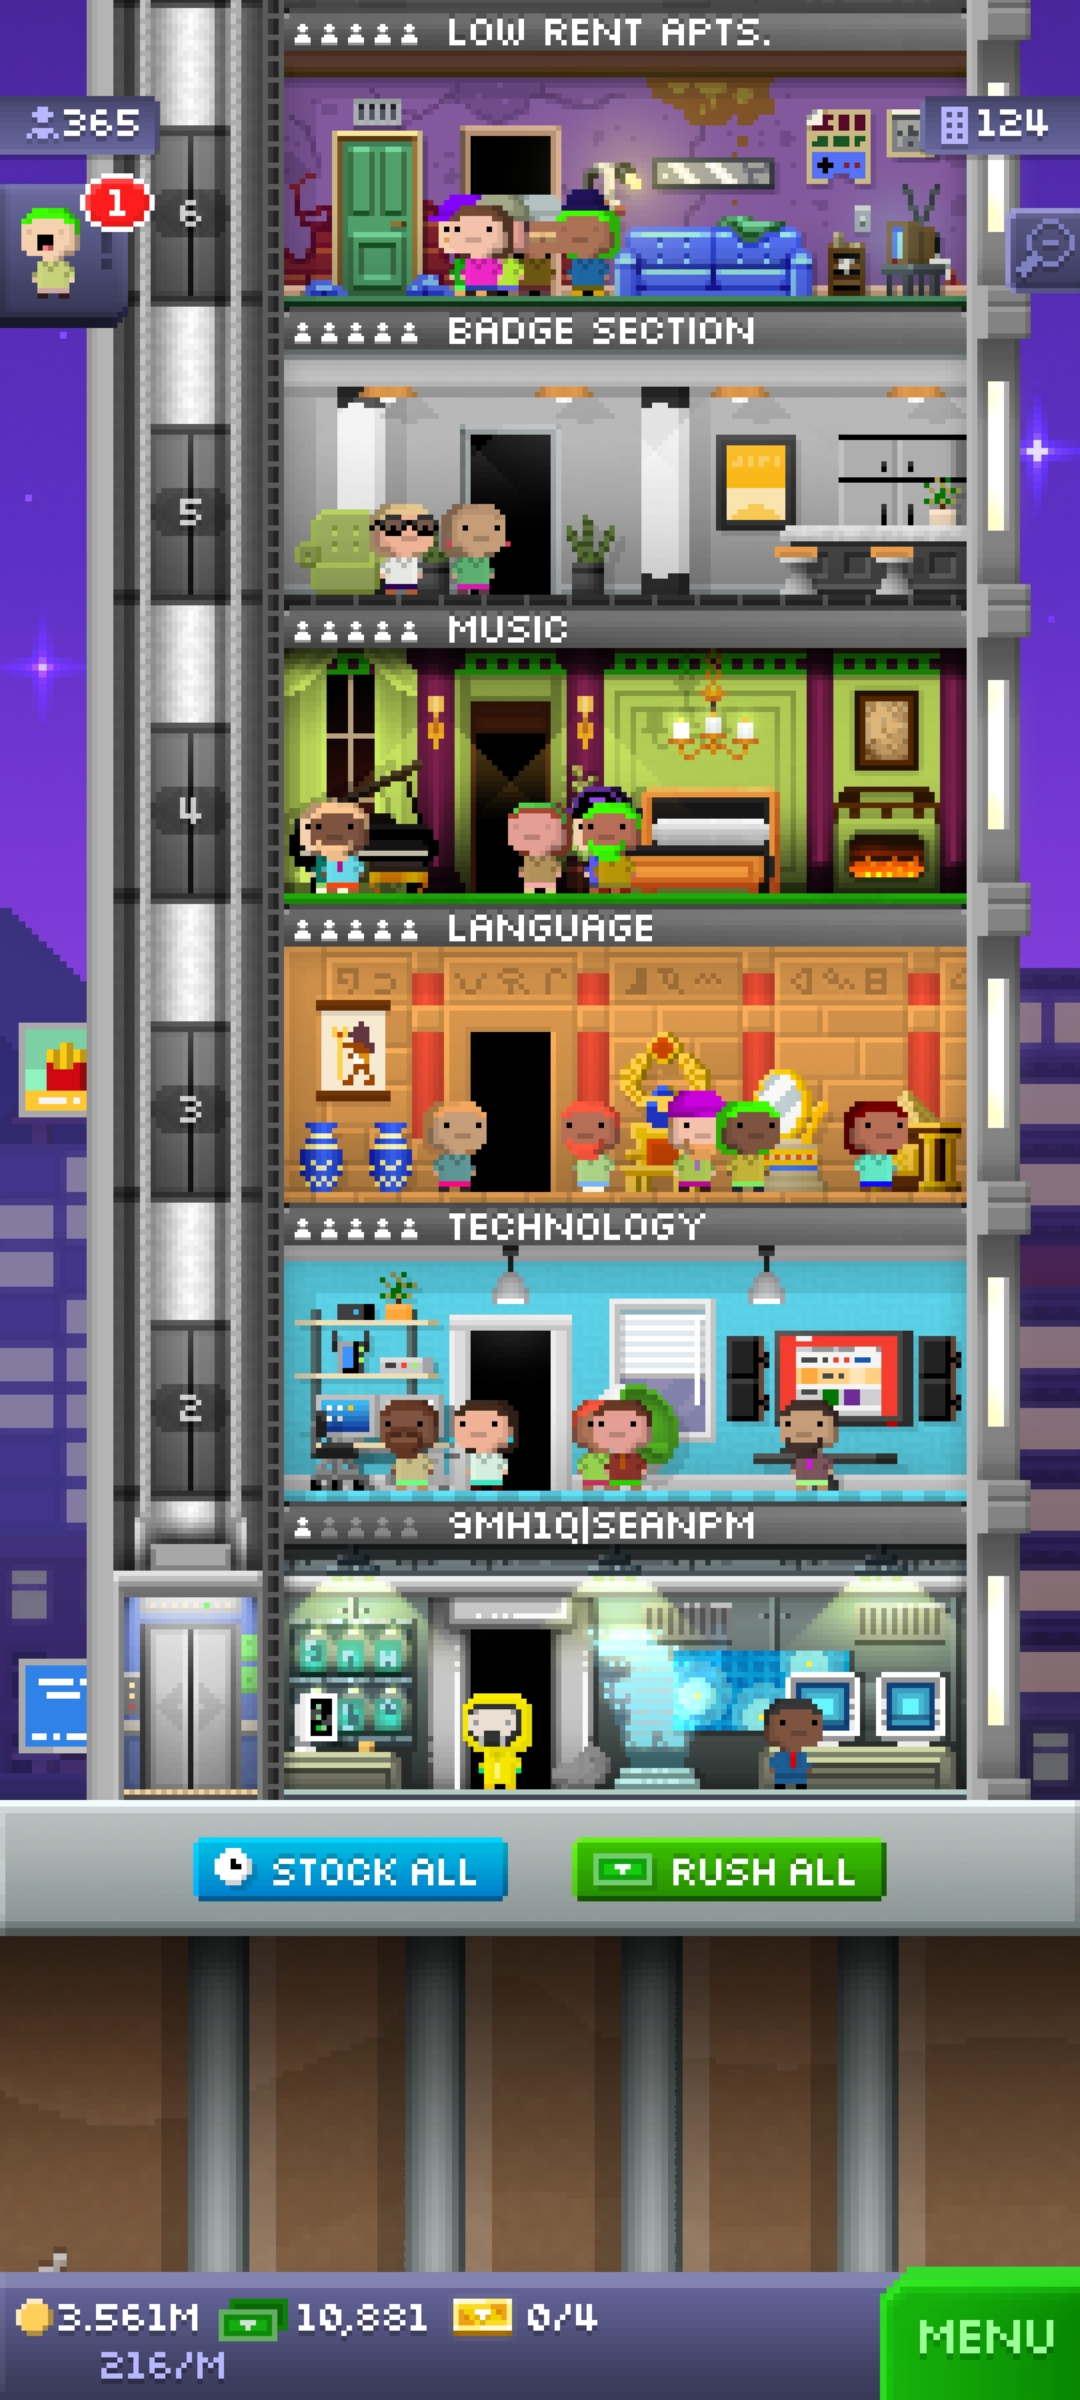 LOW RENT APTS.
365
124
1
6
BADGE SECTION
5
MUSIC
4
LANGUAGE
3
TECHNOLOGY
2
9MH1Q|SEANPM
STOCK ALL
RUSH ALL
3.561M
10,881
0/4
216/M
MENU